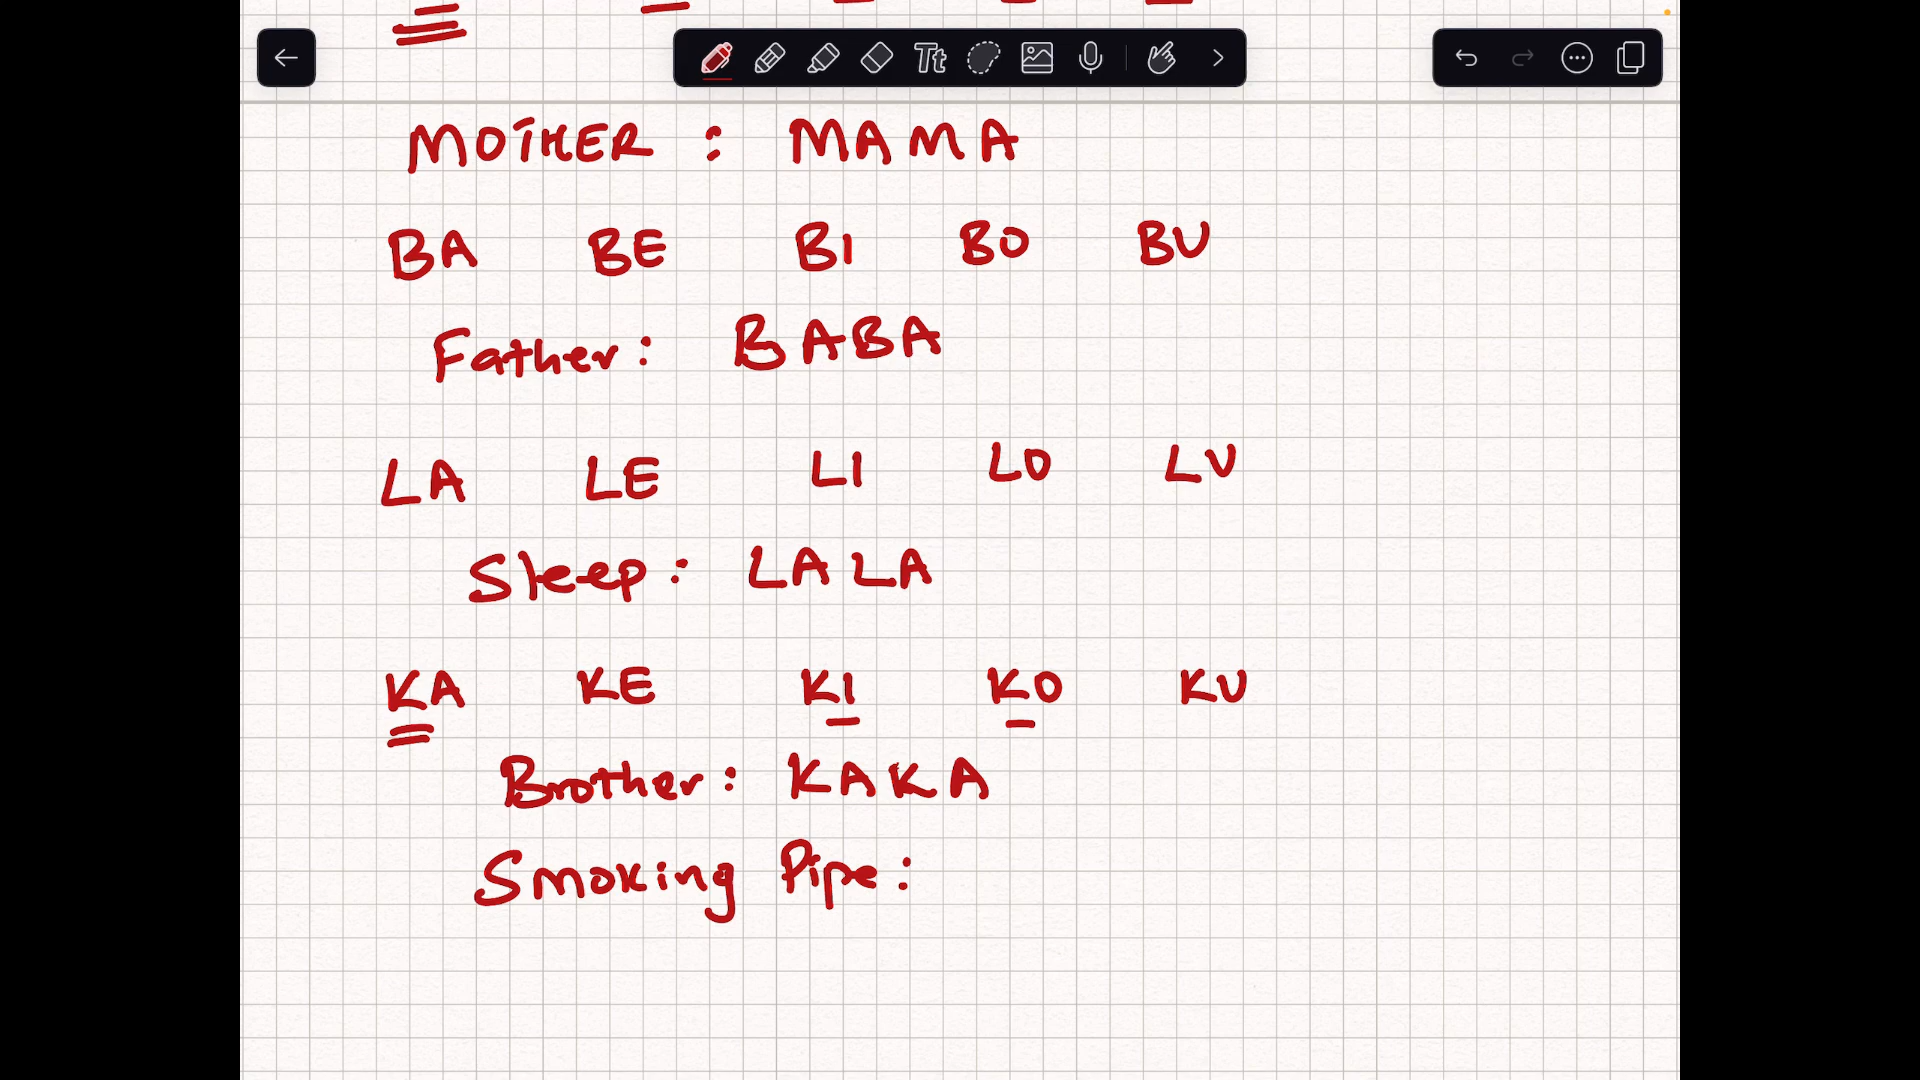 MOTHER : MAMA
BA BE BI BO BU
Father: BABA
LA LE LI LO LU
Sleep: LALA
KA KE KI KO KU
Brother: KAKA
Smoking Pipe: